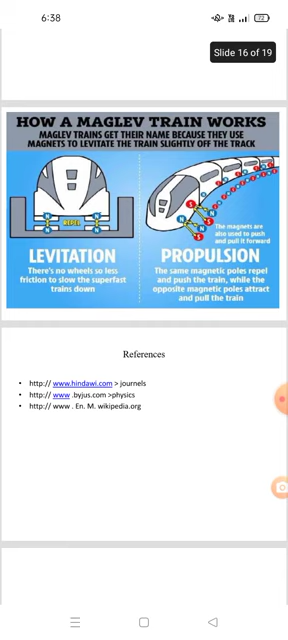 6:38
72
Slide 16 of 19
HOW A MAGLEV TRAIN WORKS
MAGLEV TRAINS GET THEIR NAME BECAUSE THEY USE
MAGNETS TO LEVITATE THE TRAIN SLIGHTLY OFF THE TRACK
N REPEL N
N N
LEVITATION
There's no wheels so less
friction to slow the superfast
trains down
S
N S
N
S
The magnets are
also used to push
and pull it forward
PROPULSION
The same magnetic poles repel
and push the train, while the
opposite magnetic poles attract
and pull the train
References
• http:// www.hindawi.com > journels
• http:// www .byjus.com >physics
• http:// www . En. M. wikipedia.org